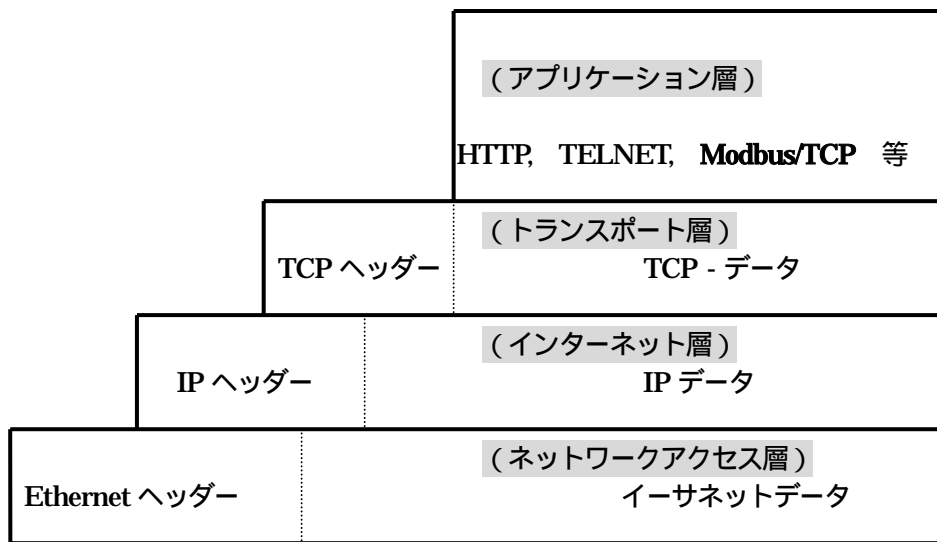 (アプリケーション層)
HTTP, TELNET, Modbus/TCP 等
(トランスポート層)
TCP ヘッダー TCP - データ
(インターネット層)
IP ヘッダー IP データ
(ネットワークアクセス層)
Ethernet ヘッダー イーサネットデータ